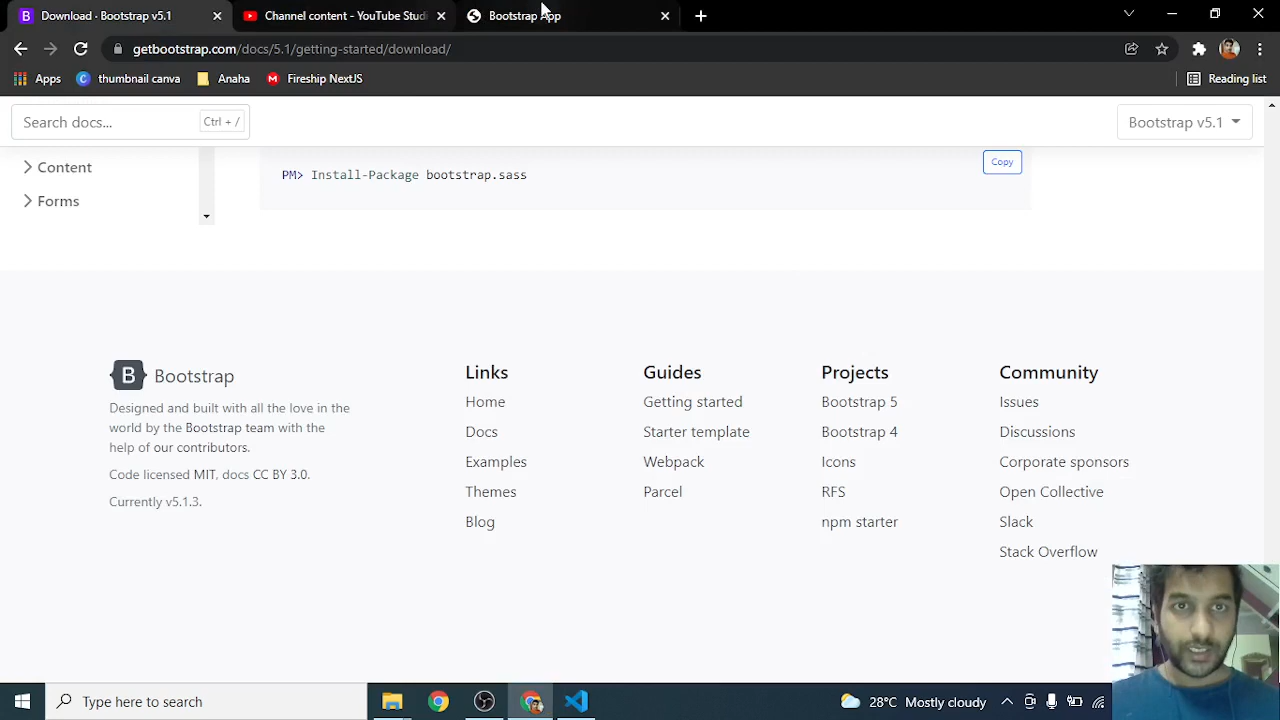 Download · Bootstrap v5.1
Channel content - YouTube Studi
Bootstrap App
getbootstrap.com/docs/5.1/getting-started/download/
Apps
thumbnail canva
Anaha
Fireship NextJS
Reading list
Search docs...
Ctrl + /
Bootstrap v5.1
Content
Forms
PM> Install-Package bootstrap.sass
Copy
Bootstrap
Designed and built with all the love in the
world by the Bootstrap team with the
help of our contributors.
Code licensed MIT, docs CC BY 3.0.
Currently v5.1.3.
Links
Home
Docs
Examples
Themes
Blog
Guides
Getting started
Starter template
Webpack
Parcel
Projects
Bootstrap 5
Bootstrap 4
Icons
RFS
npm starter
Community
Issues
Discussions
Corporate sponsors
Open Collective
Slack
Stack Overflow
Type here to search
28°C Mostly cloudy